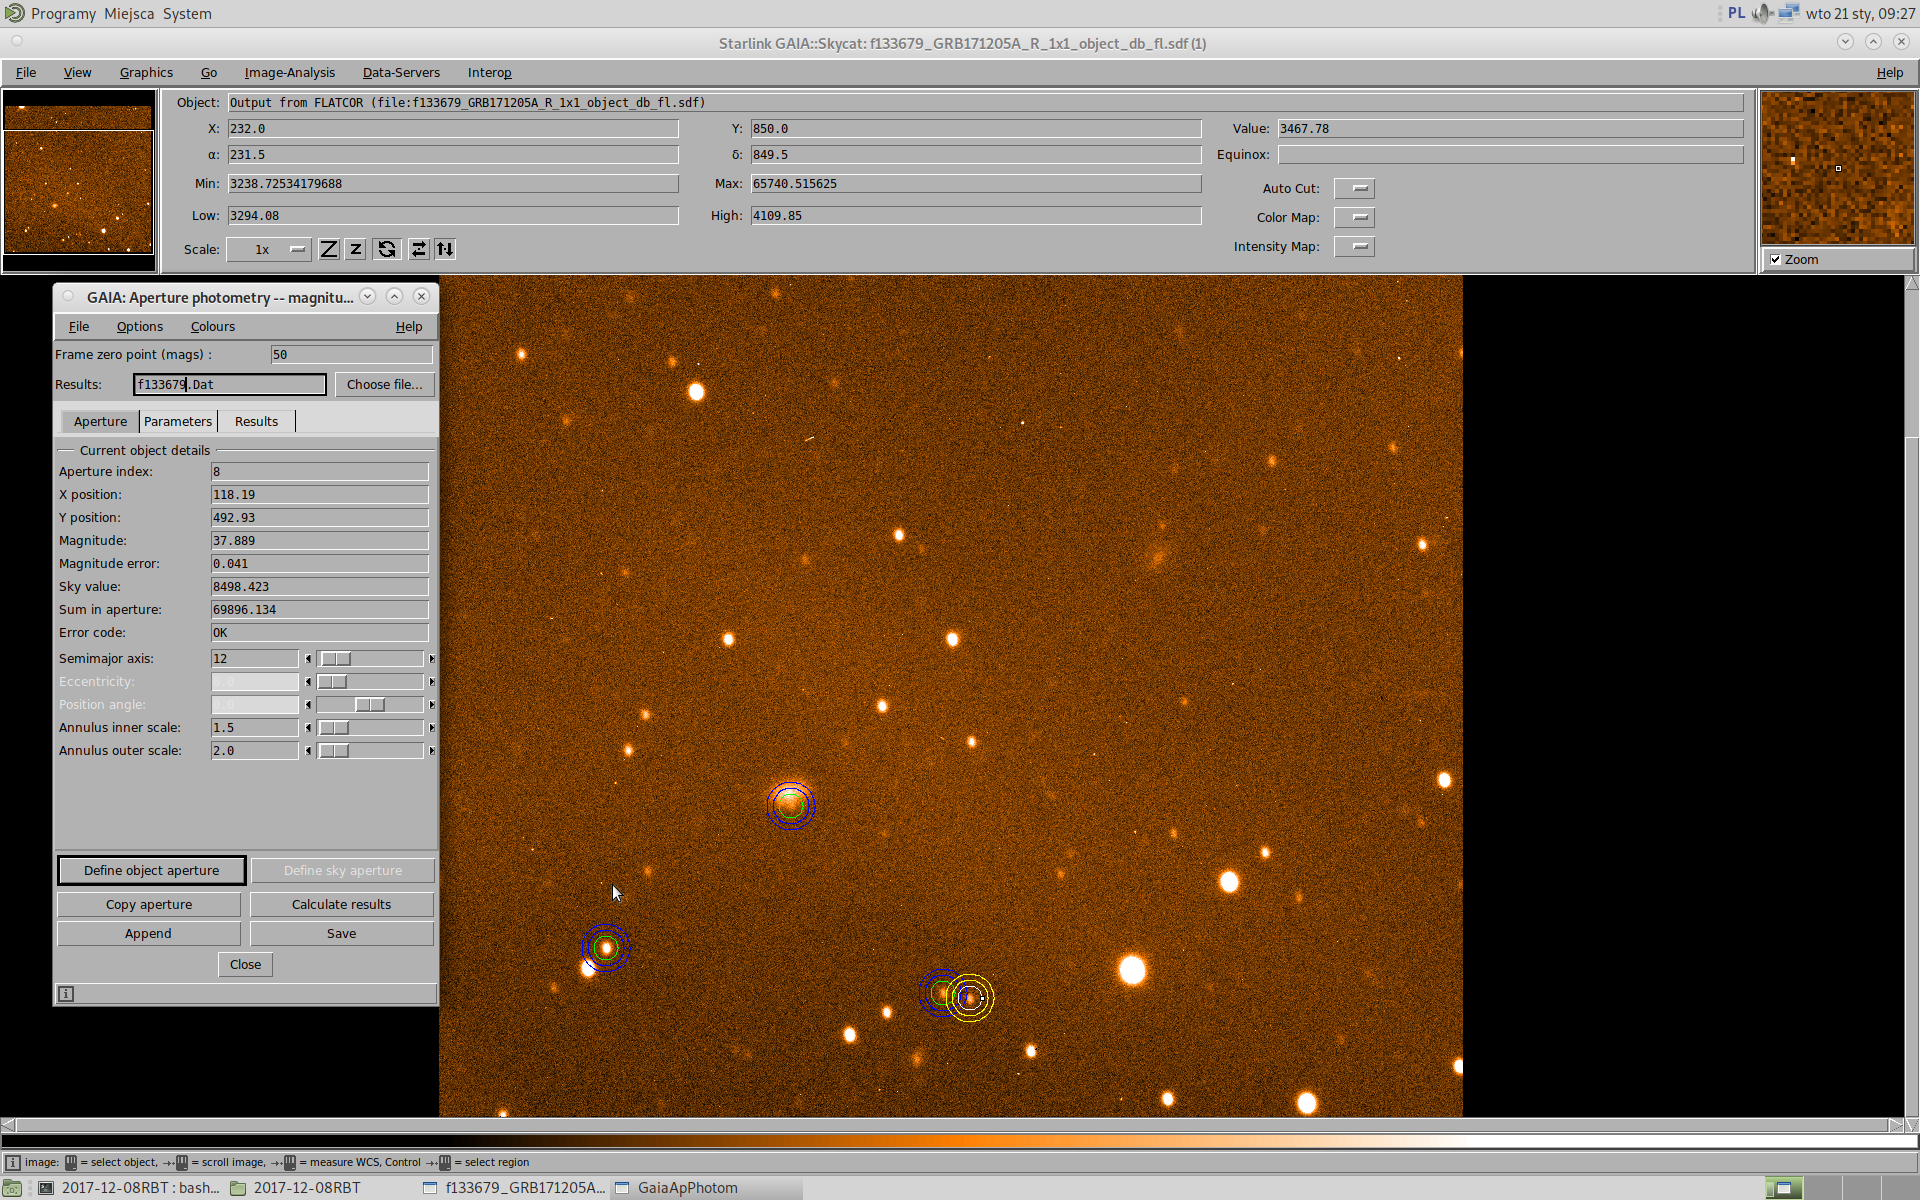 Programy Miejsca System
PL wto 21 sty, 09:27
Starlink GAIA::Skycat: f133679_GRB171205A_R_1x1_object_db_fl.sdf (1)
File View Graphics Go Image-Analysis Data-Servers Interop Help
Object: Output from FLATCOR (file:f133679_GRB171205A_R_1x1_object_db_fl.sdf)
X: 232.0 Y: 850.0 Value: 3467.78
α: 231.5 δ: 849.5 Equinox:
Min: 3238.72534179688 Max: 65740.515625
Auto Cut:
Low: 3294.08 High: 4109.85
Color Map:
Intensity Map:
Scale: 1x Z z
Zoom
GAIA: Aperture photometry -- magnitu...
File Options Colours Help
Frame zero point (mags) : 50
Results: f133679.Dat Choose file...
Aperture Parameters Results
Current object details
Aperture index: 8
X position: 118.19
Y position: 492.93
Magnitude: 37.889
Magnitude error: 0.041
Sky value: 8498.423
Sum in aperture: 69896.134
Error code: OK
Semimajor axis: 12
Eccentricity: 0.0
Position angle: 0.0
Annulus inner scale: 1.5
Annulus outer scale: 2.0
Define object aperture Define sky aperture
Copy aperture Calculate results
Append Save
Close
image: = select object, = scroll image, = measure WCS, Control = select region
2017-12-08RBT : bash... 2017-12-08RBT f133679_GRB171205A... GaiaApPhotom